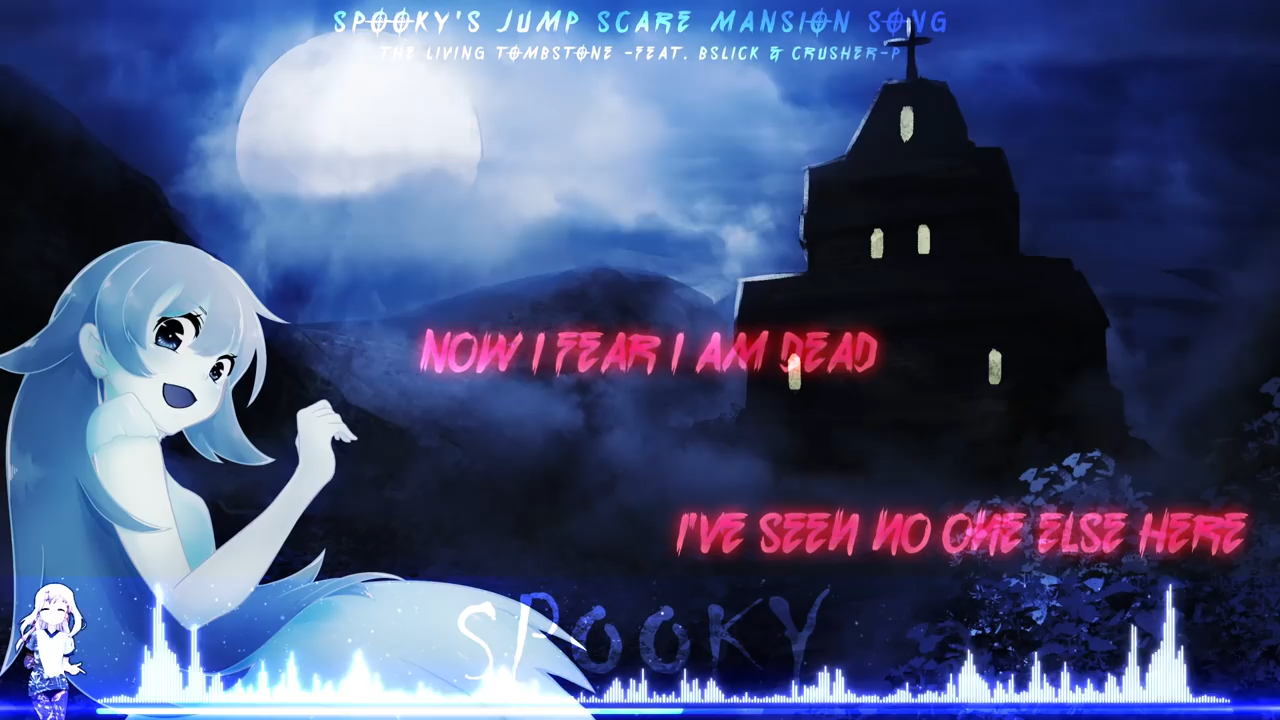 SPOOKY'S JUMP SCARE MANSION SONG
THE LIVING TOMBSTONE -FEAT. BSLICK & CRUSHER-P
NOW I FEAR I AM DEAD
I'VE SEEN NO ONE ELSE HERE
SPOOKY